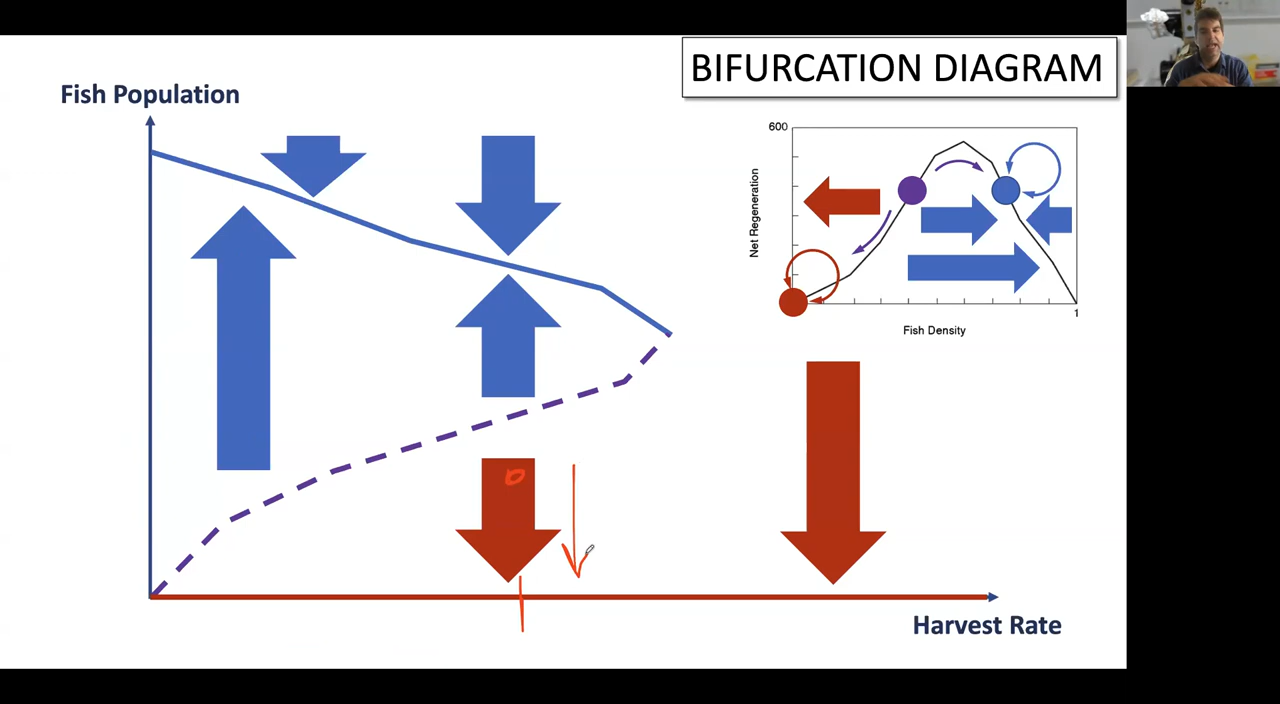 BIFURCATION DIAGRAM
Fish Population
600
Net Regeneration
1
Fish Density
Harvest Rate